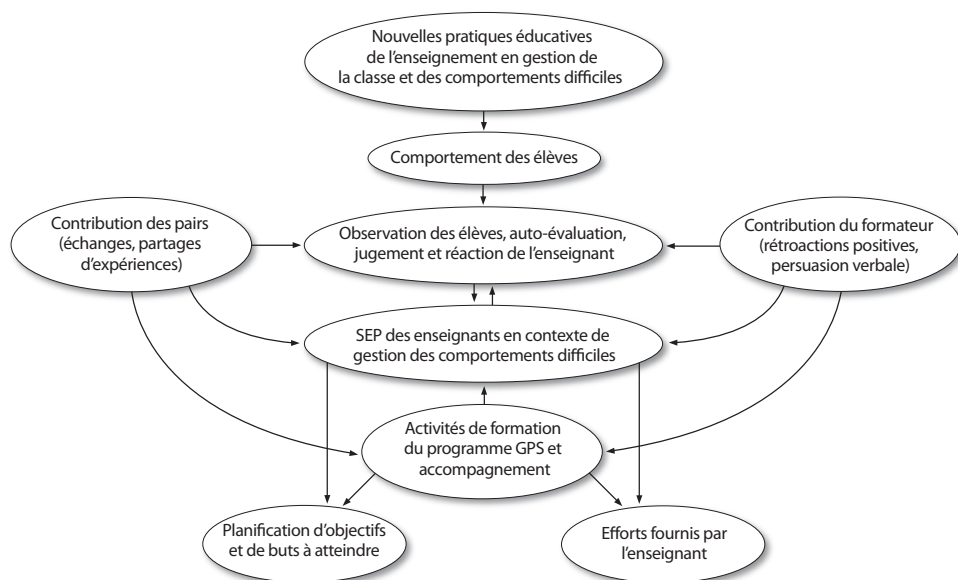 Nouvelles pratiques éducatives
de l’enseignement en gestion de
la classe et des comportements difficiles
Comportement des élèves
Contribution des pairs
(échanges, partages
d’expériences)
Observation des élèves, auto-évaluation,
jugement et réaction de l’enseignant
Contribution du formateur
(rétroactions positives,
persuasion verbale)
SEP des enseignants en contexte de
gestion des comportements difficiles
Activités de formation
du programme GPS et
accompagnement
Planification d’objectifs
et de buts à atteindre
Efforts fournis par
l’enseignant